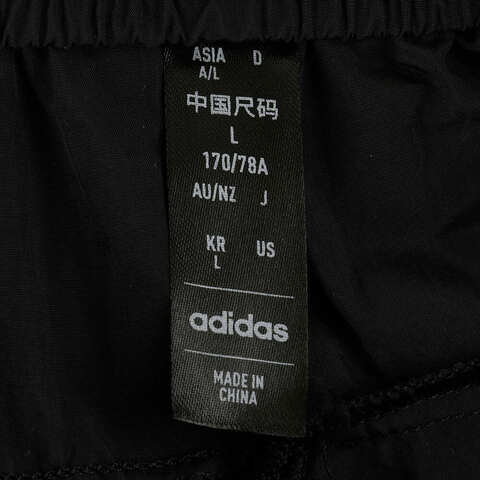 ASIA D
A/L
中国尺码
L
170/78A
AU/NZ J
KR US
L
adidas
MADE IN
CHINA